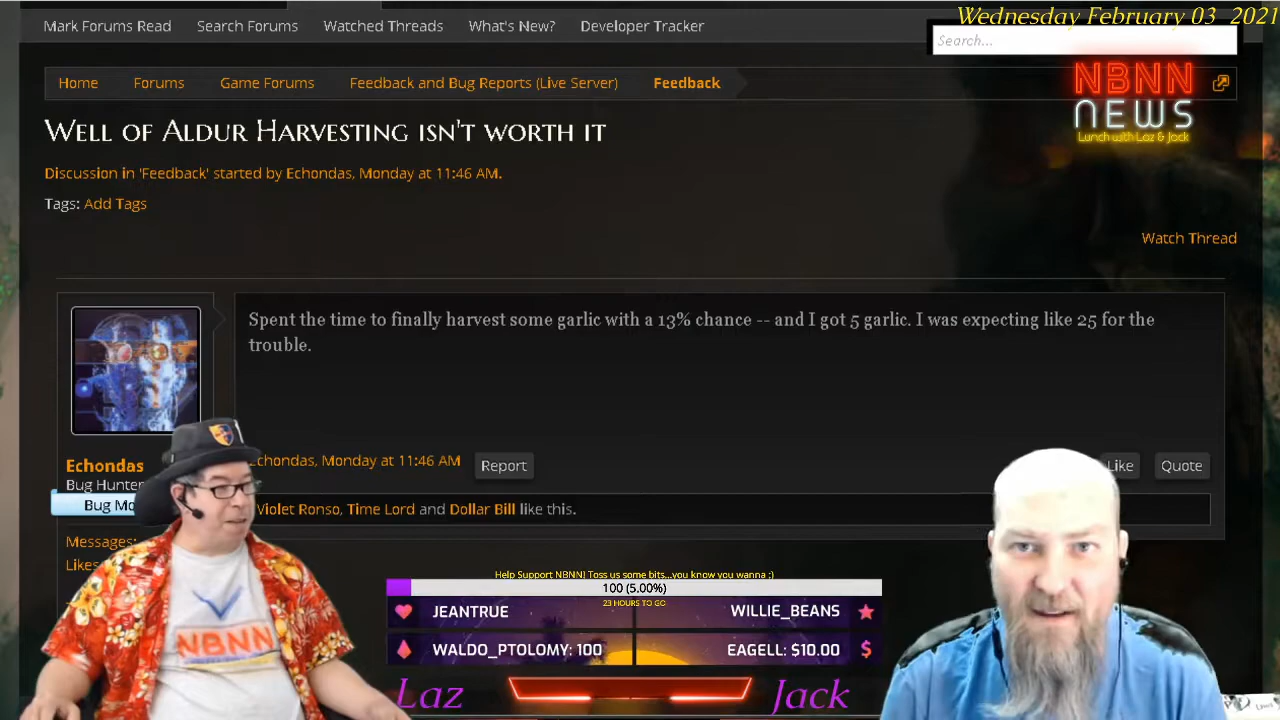 Wednesday February 03 2021
Mark Forums Read Search Forums Watched Threads What's New? Developer Tracker
Search...
Home Forums Game Forums Feedback and Bug Reports (Live Server) Feedback
NBNN
NEWS
Lunch with Laz & Jack
Well of Aldur Harvesting isn't worth it
Discussion in 'Feedback' started by Echondas, Monday at 11:46 AM.
Tags: Add Tags
Watch Thread
Spent the time to finally harvest some garlic with a 13% chance -- and I got 5 garlic. I was expecting like 25 for the
trouble.
Echondas
Bug Hunter
Bug Mo
Messages:
Likes
Echondas, Monday at 11:46 AM Report Like Quote
Violet Ronso, Time Lord and Dollar Bill like this.
Help Support NBNN! Toss us some bits...you know you wanna ;)
100 (5.00%)
23 HOURS TO GO
JEANTRUE WILLIE_BEANS
WALDO_PTOLOMY: 100 EAGELL: $10.00 $
NBNN
Laz Jack